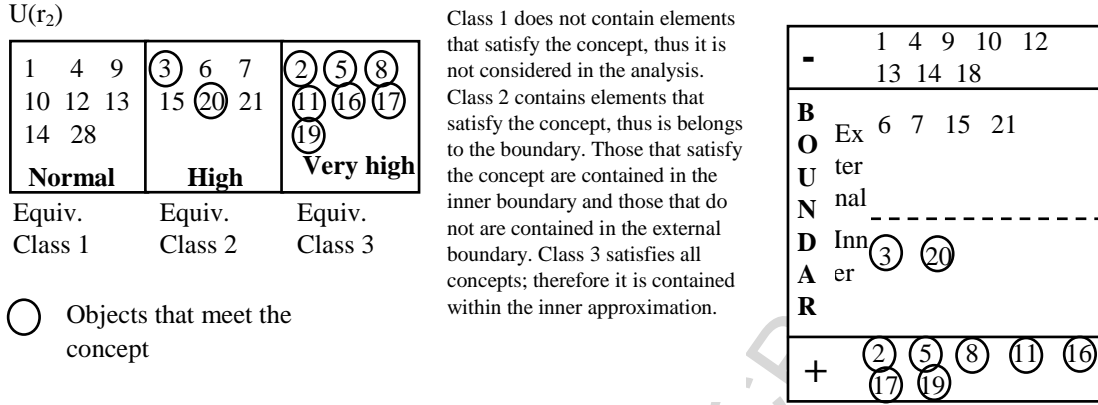 U(r2)
1 4 9
10 12 13
14 28
Normal
3 6 7
15 20 21
High
2 5 8
11 16 17
19
Very high
Equiv.
Class 1
Equiv.
Class 2
Equiv.
Class 3
Objects that meet the
concept
Class 1 does not contain elements
that satisfy the concept, thus it is
not considered in the analysis.
Class 2 contains elements that
satisfy the concept, thus is belongs
to the boundary. Those that satisfy
the concept are contained in the
inner boundary and those that do
not are contained in the external
boundary. Class 3 satisfies all
concepts; therefore it is contained
within the inner approximation.
-
1 4 9 10 12
13 14 18
B
O
U
N
D
A
R
Ex
ter
nal
6 7 15 21
Inn
er
3 20
+
2 5 8 11 16
17 19